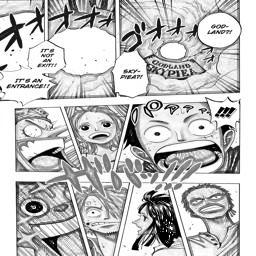 GOD-
LAND?!
GODLAND
SKYPIEA
SKY-
PIEA?!
IT'S
NOT
AN
EXIT!!
IT'S AN
ENTRANCE!!
!!!
!!!